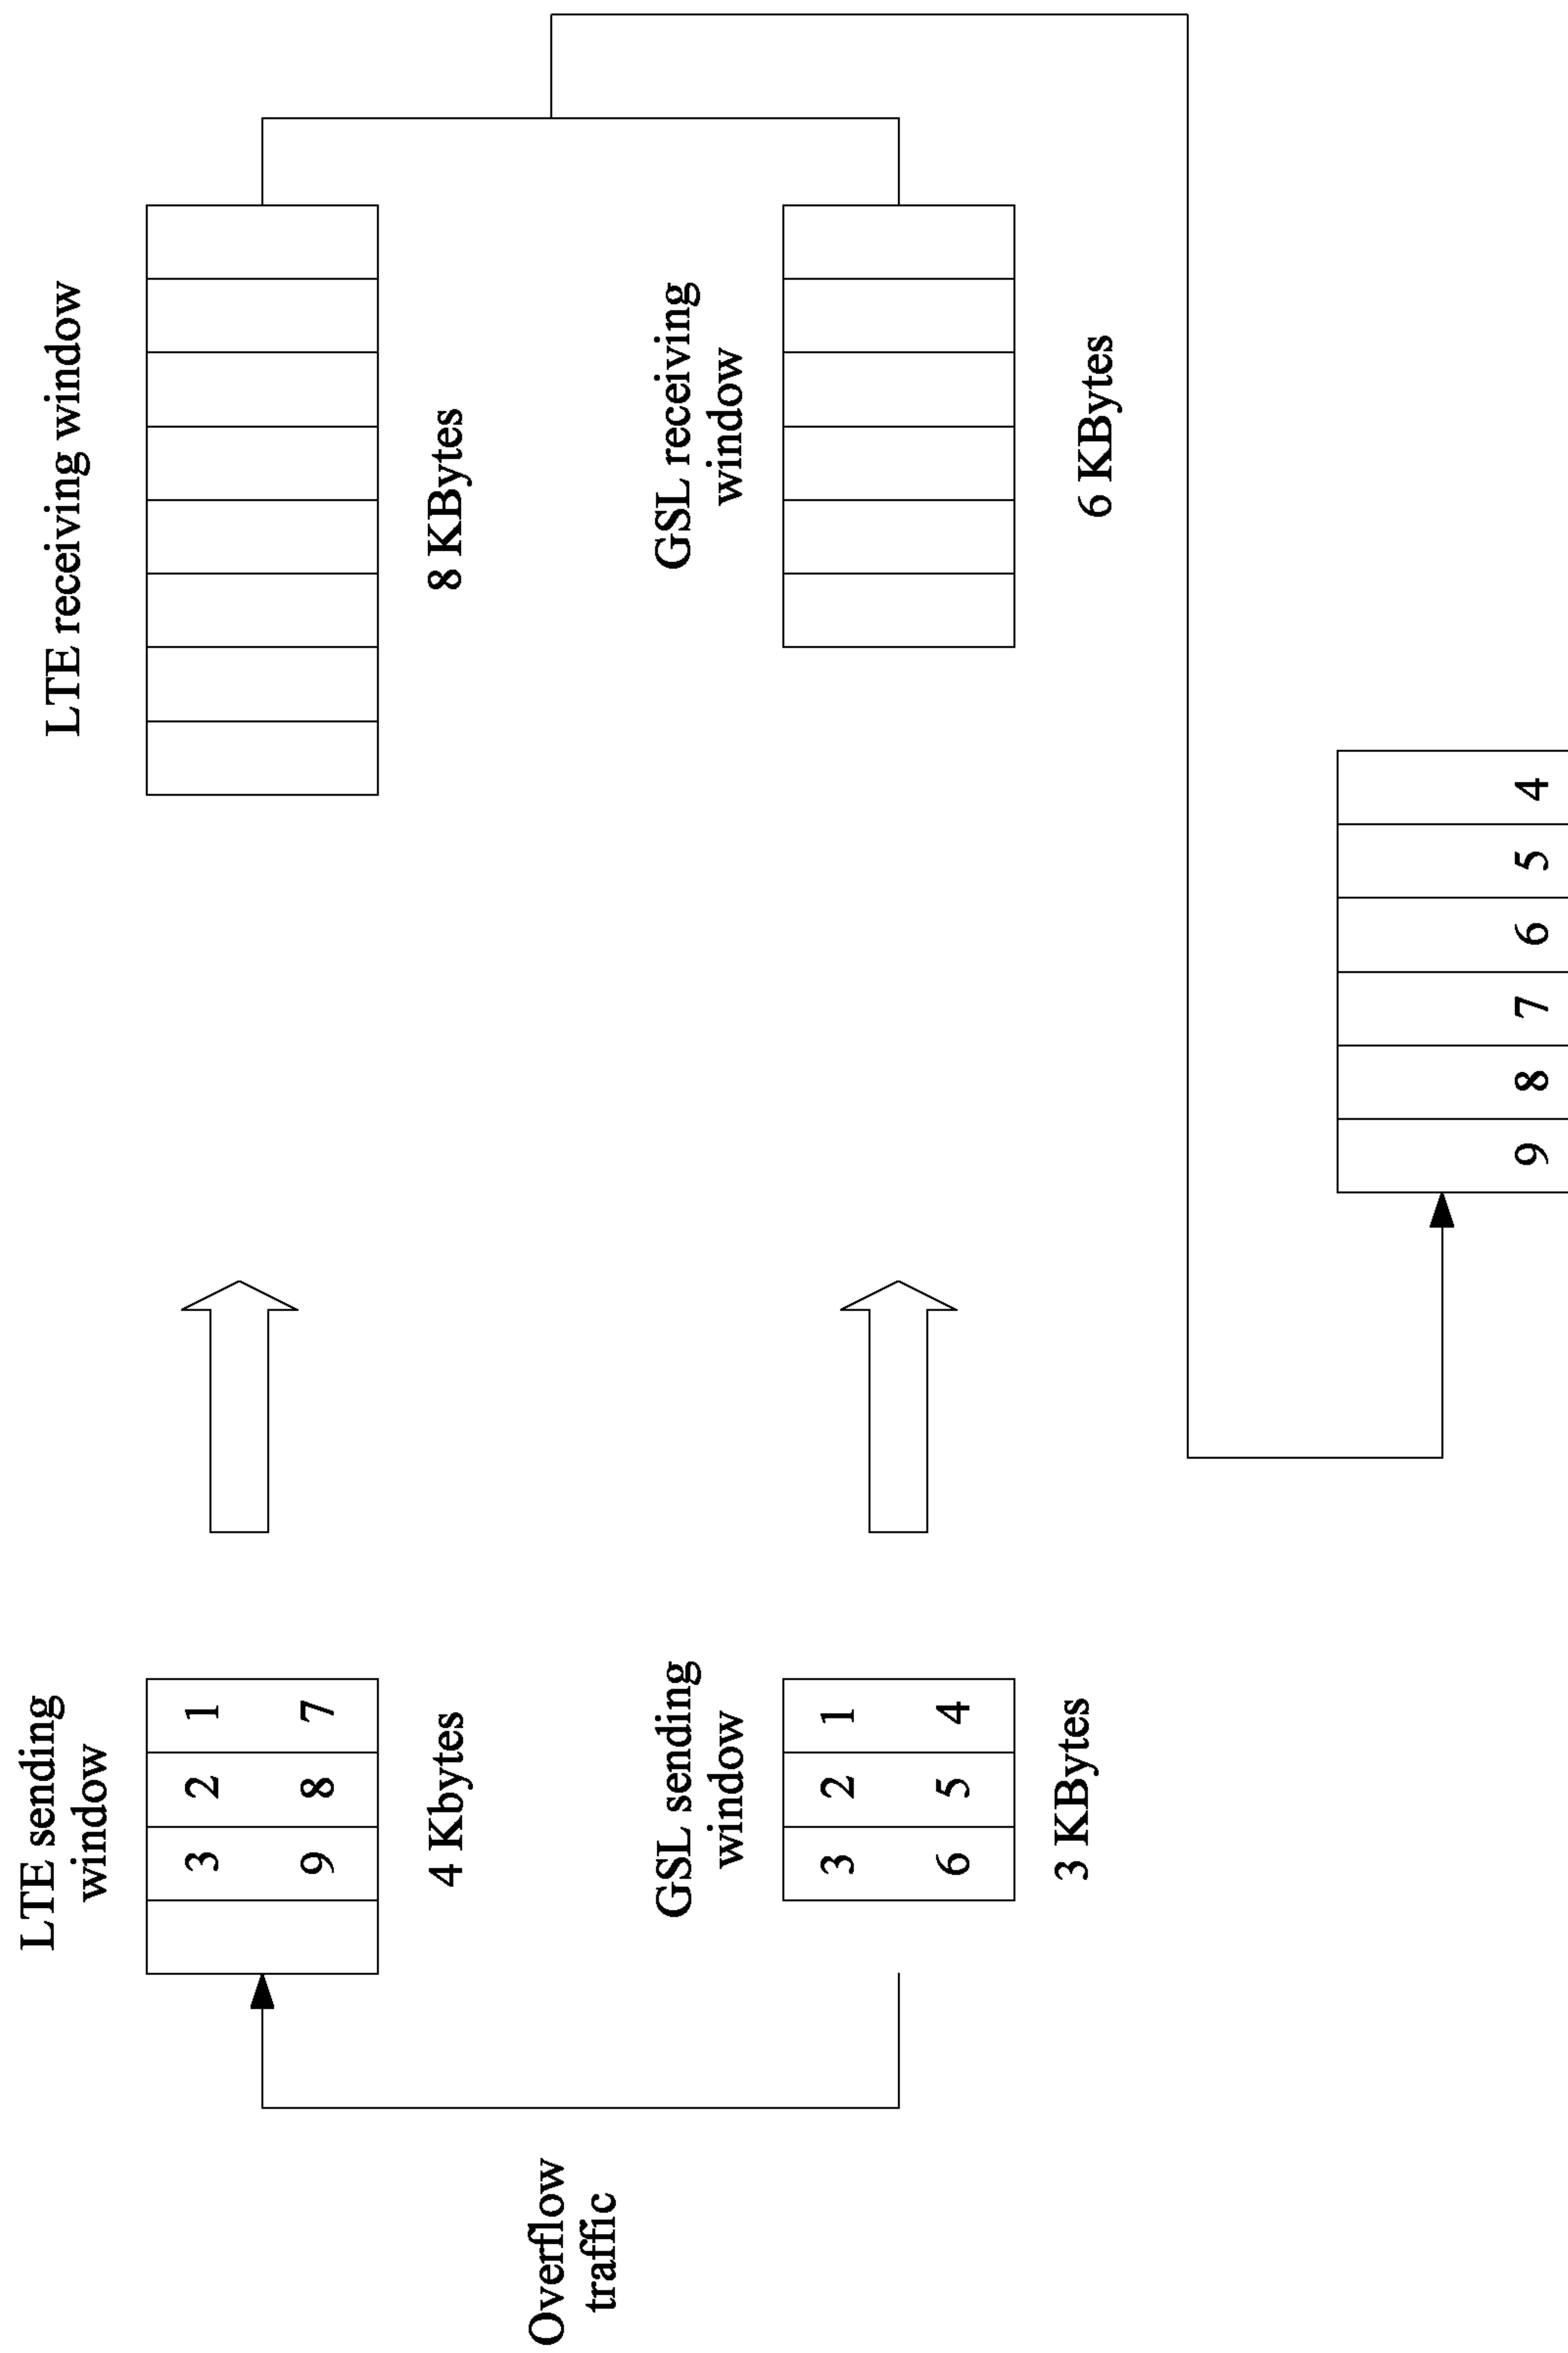 LTE sending
window
LTE receiving window
3 2 1
9 8 7
4 Kbytes
8 KBytes
Overflow
traffic
GSL sending
window
GSL receiving
window
3 2 1
6 5 4
3 KBytes
6 KBytes
9 8 7 6 5 4